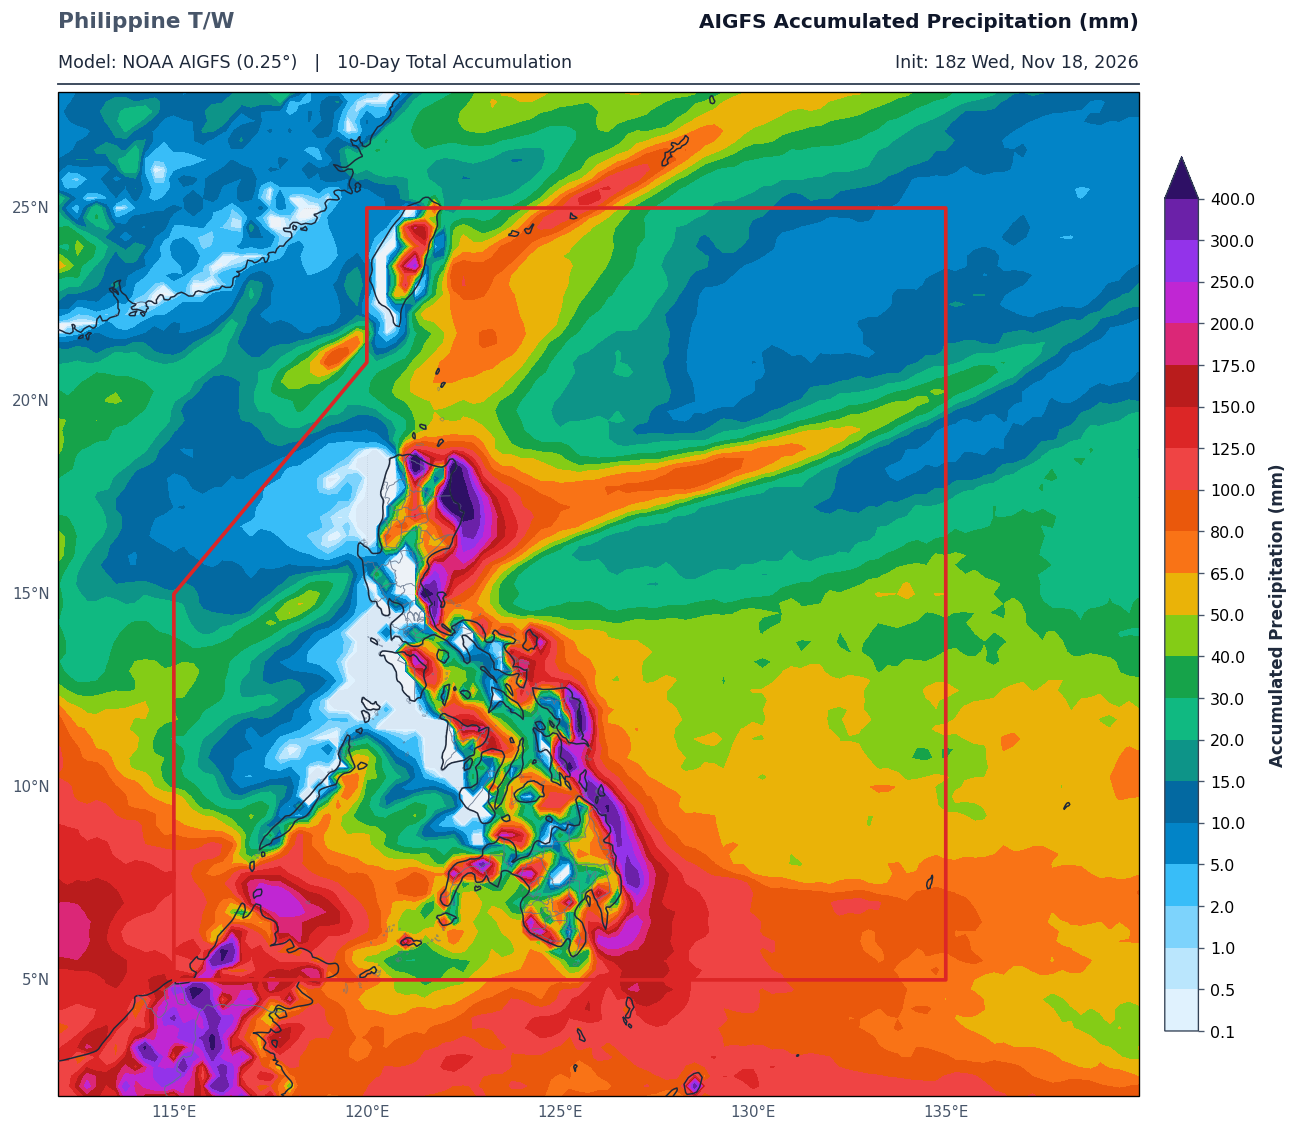 Philippine T/W
AIGFS Accumulated Precipitation (mm)
Model: NOAA AIGFS (0.25°)   |   10-Day Total Accumulation
Init: 18z Wed, Nov 18, 2026
25°N
20°N
15°N
10°N
5°N
115°E
120°E
125°E
130°E
135°E
400.0
300.0
250.0
200.0
175.0
150.0
125.0
100.0
80.0
65.0
50.0
40.0
30.0
20.0
15.0
10.0
5.0
2.0
1.0
0.5
0.1
Accumulated Precipitation (mm)